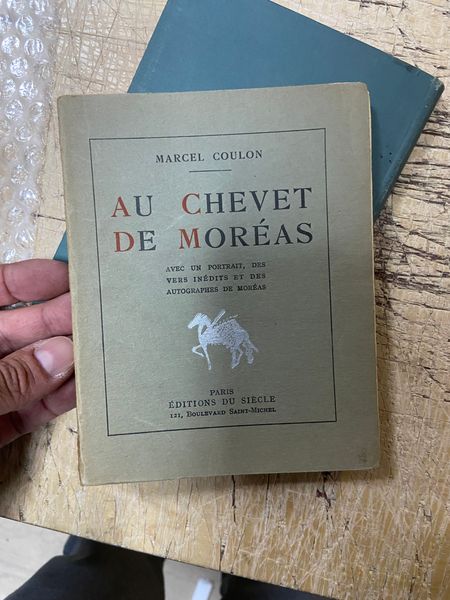 MARCEL COULON
AU CHEVET
DE MORÉAS
AVEC UN PORTRAIT, DES
VERS INÉDITS ET DES
AUTOGRAPHES DE MORÉAS
PARIS
ÉDITIONS DU SIÈCLE
121, BOULEVARD SAINT-MICHEL